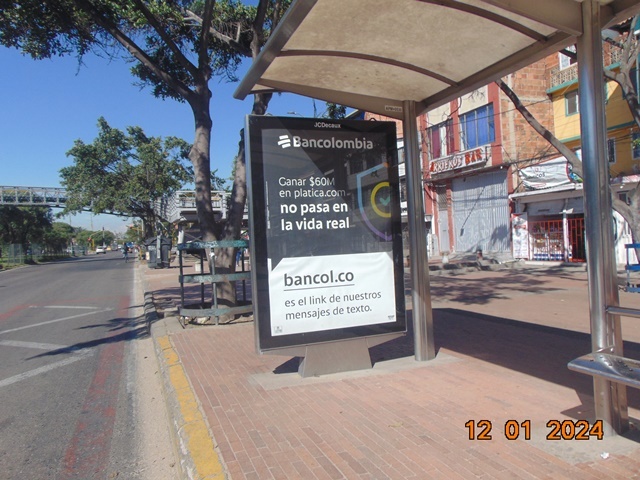 JCDecaux
Bancolombia
Ganar $60M
en platica.com
no pasa en
la vida real
bancol.co
es el link de nuestros
mensajes de texto.
12 01 2024